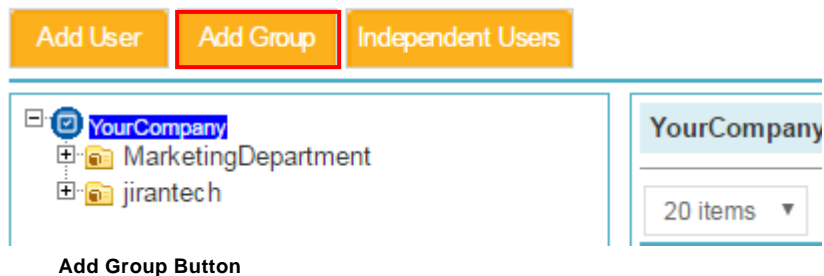 Add User Add Group Independent Users
YourCompany
MarketingDepartment
jirantech
YourCompany
20 items
Add Group Button